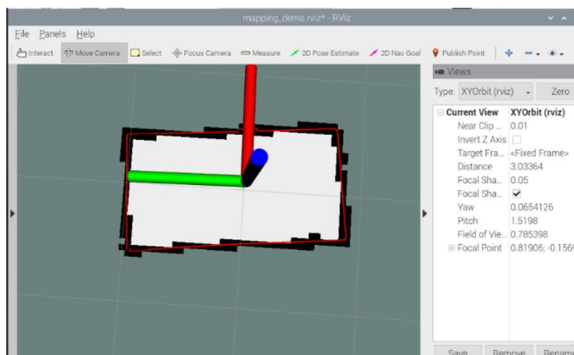 mapping_demo.rviz* - RViz
File Panels Help
Interact Move Camera Select Focus Camera Measure 2D Pose Estimate 2D Nav Goal Publish Point
Views
Type: XYOrbit (rviz) Zero
Current View XYOrbit (rviz)
Near Clip ... 0.01
Invert Z Axis
Target Fra... <Fixed Frame>
Distance 3.03364
Focal Sha... 0.05
Focal Sha...
Yaw 0.0654126
Pitch 1.5198
Field of Vie... 0.785398
Focal Point 0.81906; -0.156
Save Remove Rename